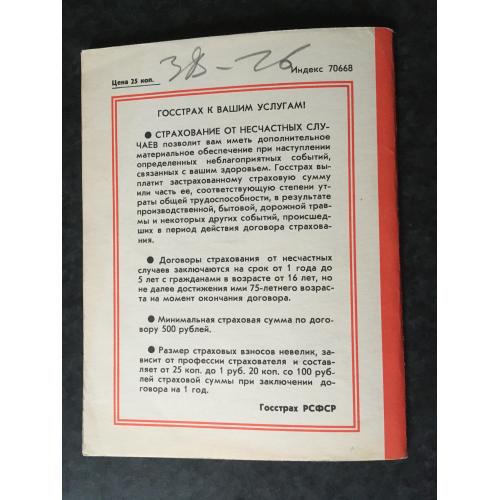 38-26
Цена 25 коп.
Индекс 70668
ГОССТРАХ К ВАШИМ УСЛУГАМ!
● СТРАХОВАНИЕ ОТ НЕСЧАСТНЫХ СЛУ-
ЧАЕВ позволит вам иметь дополнительное
материальное обеспечение при наступлении
определенных неблагоприятных событий,
связанных с вашим здоровьем. Госстрах вы-
платит застрахованному страховую сумму
или часть ее, соответствующую степени ут-
раты общей трудоспособности, в результате
производственной, бытовой, дорожной трав-
мы и некоторых других событий, происшед-
ших в период действия договора страхова-
ния.
● Договоры страхования от несчастных
случаев заключаются на срок от 1 года до
5 лет с гражданами в возрасте от 16 лет, но
не далее достижения ими 75-летнего возрас-
та на момент окончания договора.
● Минимальная страховая сумма по дого-
вору 500 рублей.
● Размер страховых взносов невелик, за-
висит от профессии страхователя и состав-
ляет от 25 коп. до 1 руб. 20 коп. со 100 руб-
лей страховой суммы при заключении до-
говора на 1 год.
Госстрах РСФСР